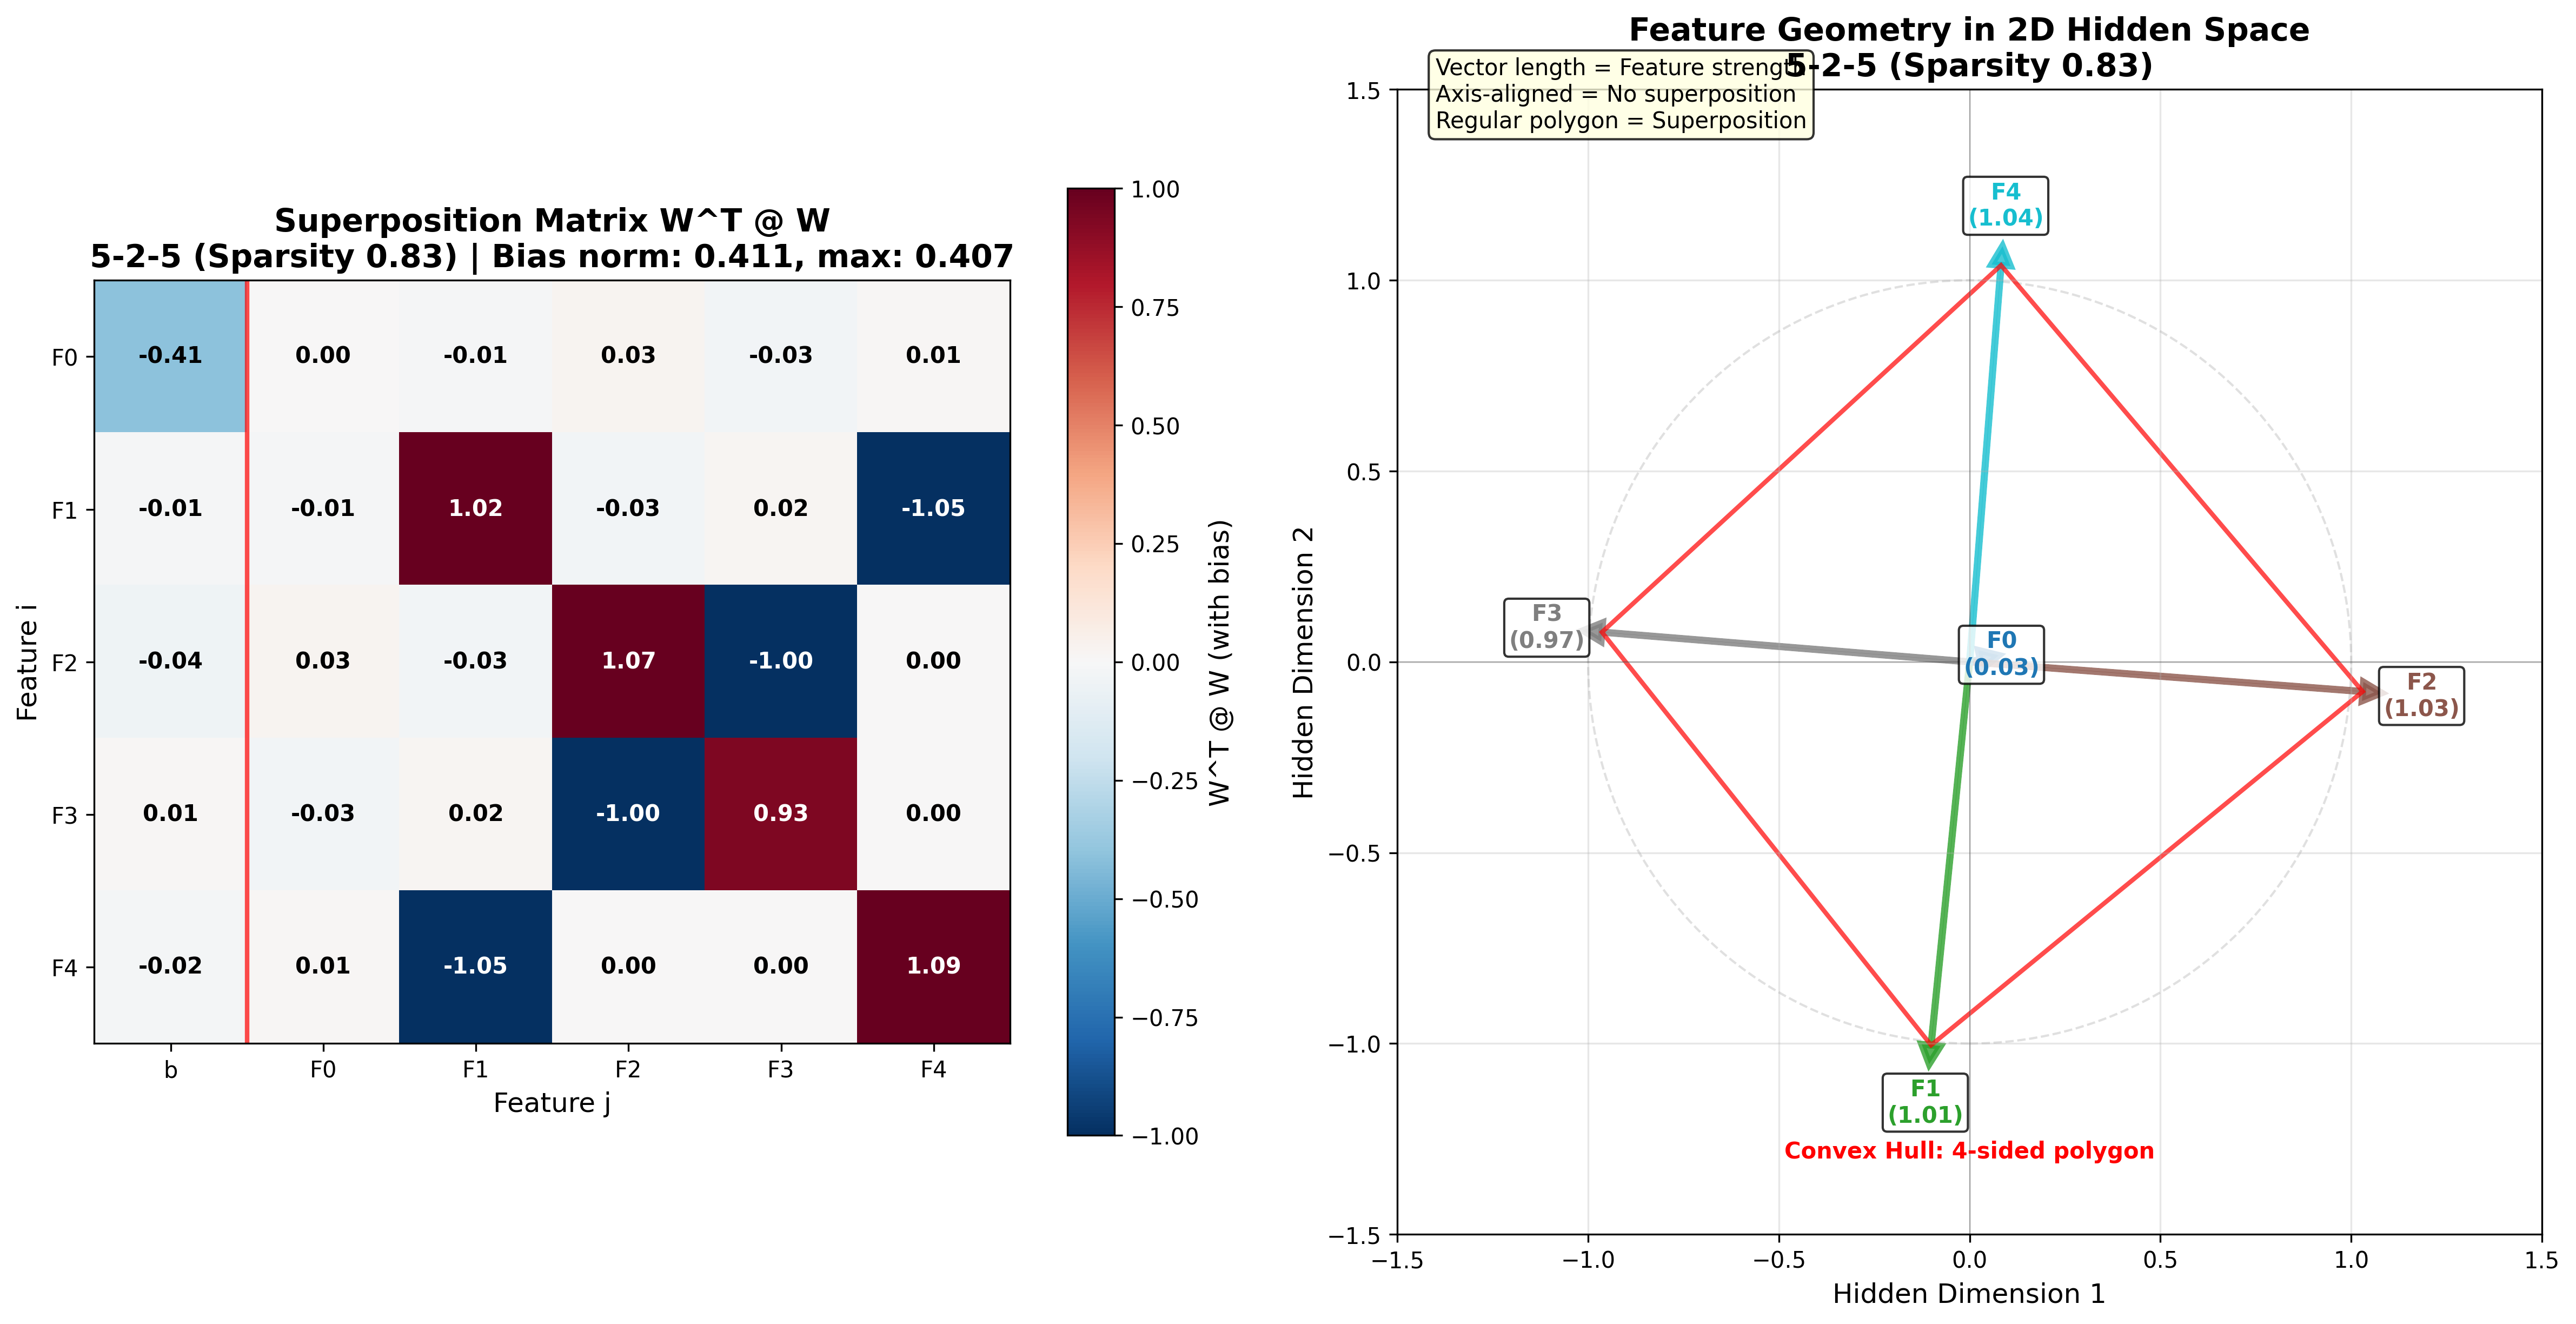 Superposition Matrix W^T @ W
5-2-5 (Sparsity 0.83) | Bias norm: 0.411, max: 0.407
F0 -0.41 0.00 -0.01 0.03 -0.03 0.01
F1 -0.01 -0.01 1.02 -0.03 0.02 -1.05
F2 -0.04 0.03 -0.03 1.07 -1.00 0.00
F3 0.01 -0.03 0.02 -1.00 0.93 0.00
F4 -0.02 0.01 -1.05 0.00 0.00 1.09
b F0 F1 F2 F3 F4
Feature j
Feature i
1.00
0.75
0.50
0.25
0.00
−0.25
−0.50
−0.75
−1.00
W^T @ W (with bias)
Feature Geometry in 2D Hidden Space
5-2-5 (Sparsity 0.83)
Vector length = Feature strength
Axis-aligned = No superposition
Regular polygon = Superposition
1.5
1.0
0.5
0.0
−0.5
−1.0
−1.5
Hidden Dimension 2
F4
(1.04)
F3
(0.97)
F0
(0.03)
F2
(1.03)
F1
(1.01)
Convex Hull: 4-sided polygon
−1.5 −1.0 −0.5 0.0 0.5 1.0 1.5
Hidden Dimension 1